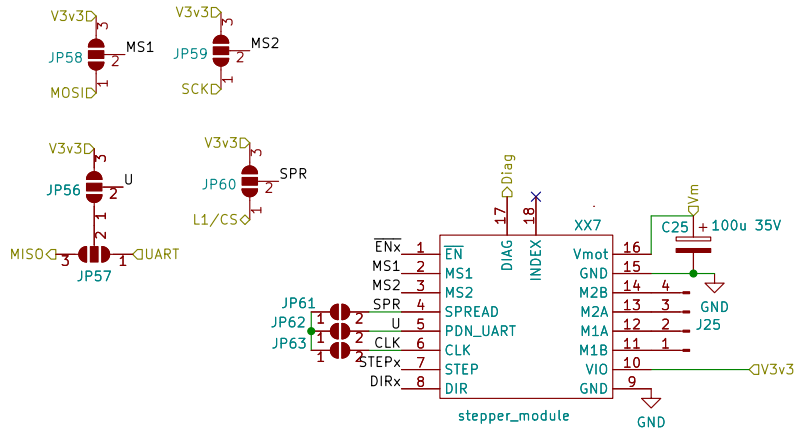 V3v3
3
JP58
MS1
2
1
MOSI
V3v3
3
JP59
MS2
2
1
SCK
V3v3
3
JP56
U
2
1
2
MISO
3
1
UART
JP57
V3v3
3
JP60
SPR
2
1
L1/CS
Diag
17
18
DIAG
INDEX
XX7
ENx
1
EN
MS1
2
MS1
MS2
3
MS2
JP61
1
2
SPR
4
SPREAD
JP62
1
2
U
5
PDN_UART
JP63
1
2
CLK
6
CLK
STEPx
7
STEP
DIRx
8
DIR
Vmot
16
GND
15
M2B
14
4
M2A
13
3
M1A
12
2
M1B
11
1
VIO
10
V3v3
GND
9
GND
Vm
C25
+
100u 35V
GND
J25
stepper_module